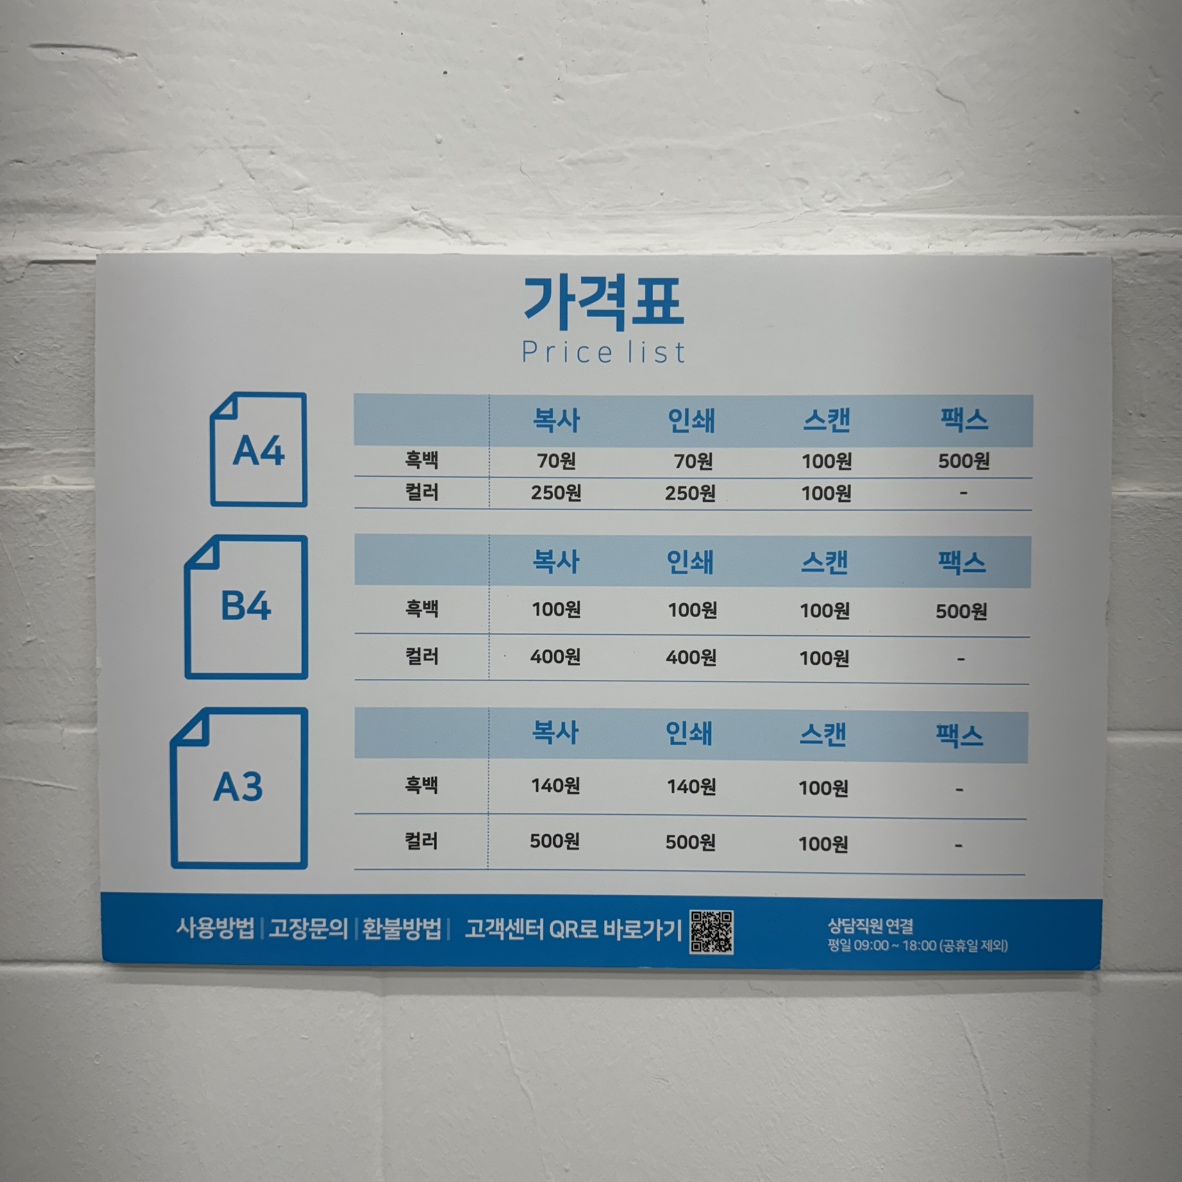 가격표
Price list
A4
복사 인쇄 스캔 팩스
흑백 70원 70원 100원 500원
컬러 250원 250원 100원 -
B4
복사 인쇄 스캔 팩스
흑백 100원 100원 100원 500원
컬러 400원 400원 100원 -
A3
복사 인쇄 스캔 팩스
흑백 140원 140원 100원 -
컬러 500원 500원 100원 -
사용방법 | 고장문의 | 환불방법 | 고객센터 QR로 바로가기
상담직원 연결
평일 09:00 ~ 18:00 (공휴일 제외)